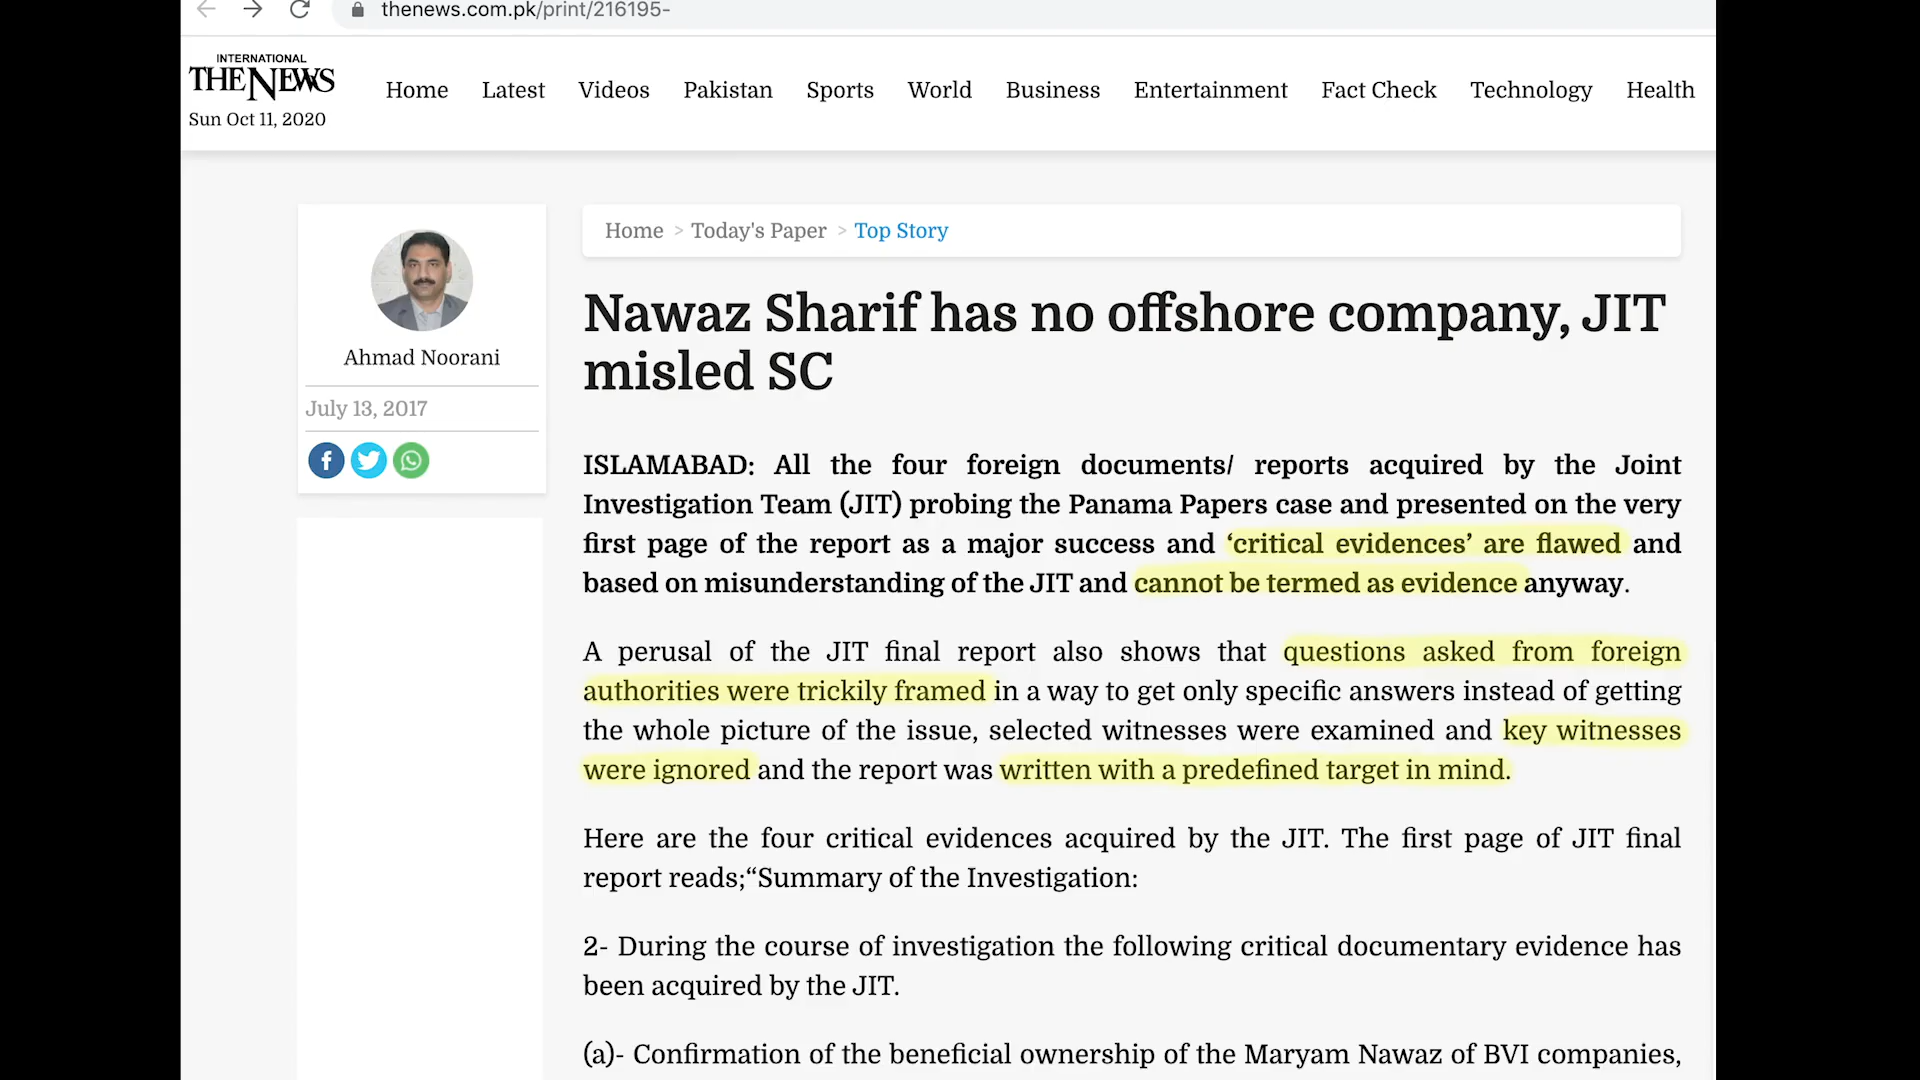 thenews.com.pk/print/216195-
INTERNATIONAL
THE NEWS
Sun Oct 11, 2020
Home Latest Videos Pakistan Sports World Business Entertainment Fact Check Technology Health
Ahmad Noorani
July 13, 2017
Home > Today's Paper > Top Story
Nawaz Sharif has no offshore company, JIT
misled SC
ISLAMABAD: All the four foreign documents/ reports acquired by the Joint
Investigation Team (JIT) probing the Panama Papers case and presented on the very
first page of the report as a major success and ‘critical evidences’ are flawed and
based on misunderstanding of the JIT and cannot be termed as evidence anyway.
A perusal of the JIT final report also shows that questions asked from foreign
authorities were trickily framed in a way to get only specific answers instead of getting
the whole picture of the issue, selected witnesses were examined and key witnesses
were ignored and the report was written with a predefined target in mind.
Here are the four critical evidences acquired by the JIT. The first page of JIT final
report reads;“Summary of the Investigation:
2- During the course of investigation the following critical documentary evidence has
been acquired by the JIT.
(a)- Confirmation of the beneficial ownership of the Maryam Nawaz of BVI companies,